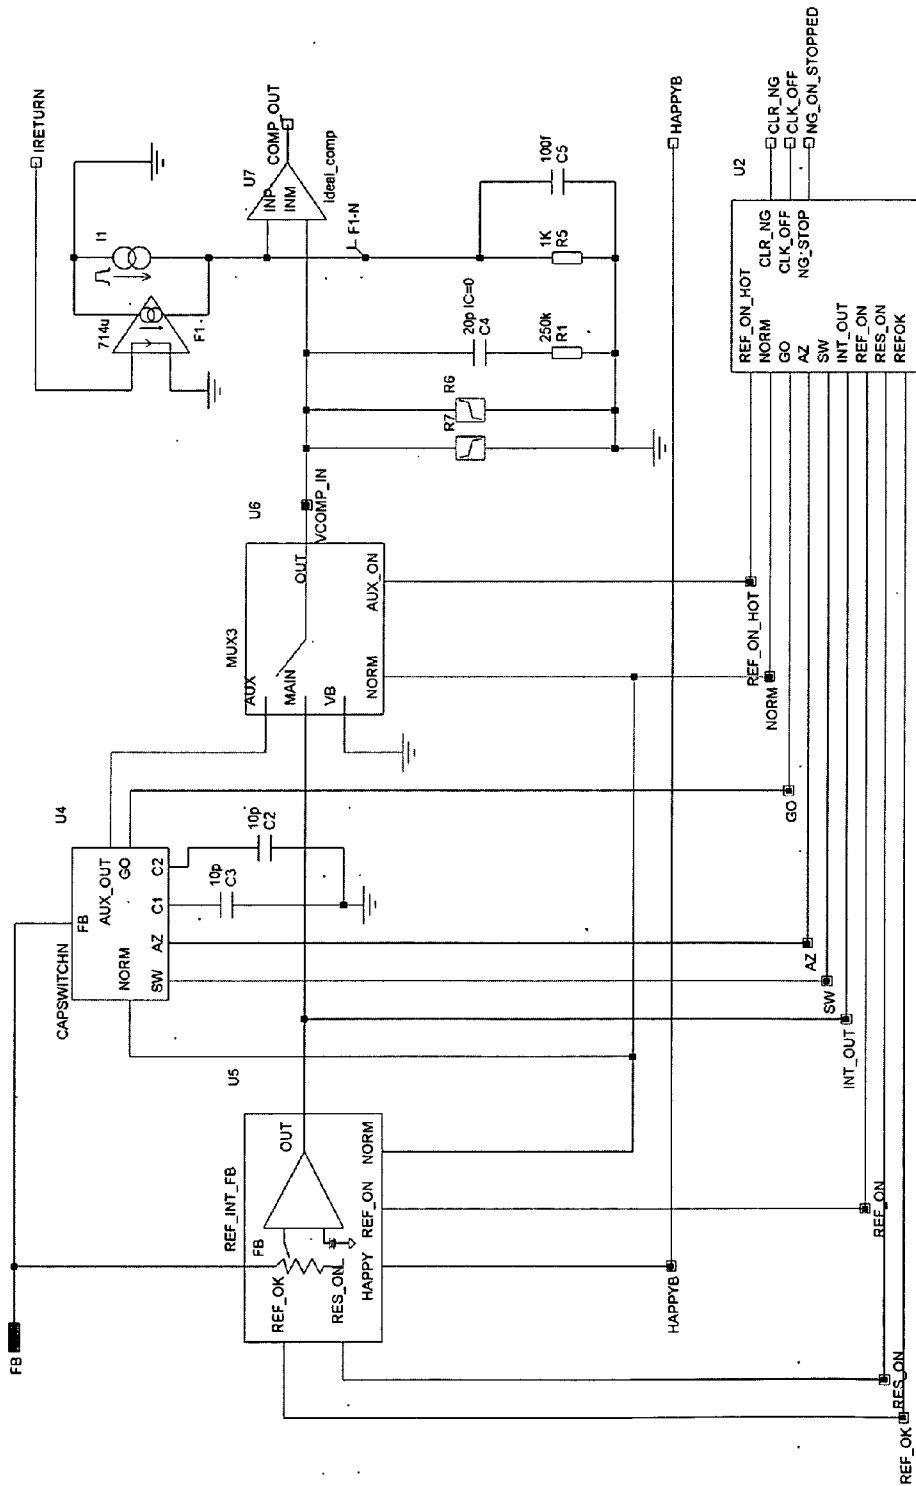 FB
REF_INT_FB
U5
FB
REF_OK
RES_ON
OUT
HAPPY
REF_ON
NORM
CAPSWITCHN
U4
FB
NORM
AUX_OUT
GO
SW
AZ
C1
C2
10p
C3
10p
C2
MUX3
U6
AUX
MAIN
VB
OUT
NORM
AUX_ON
VCOMP_IN
R7
R6
20p IC=0
C4
250k
R1
714u
F1-
I1
IRETURN
U7
INP
INM
COMP_OUT
Ideal_comp
F1-N
1K
R5
100f
C5
HAPPYB
HAPPYB
U2
REF_ON_HOT
NORM
GO
AZ
SW
INT_OUT
REF_ON
RES_ON
REFOK
CLR_NG
CLK_OFF
NG_STOP
CLR_NG
CLK_OFF
NG_ON_STOPPED
REF_ON_HOT
NORM
GO
AZ
SW
INT_OUT
REF_ON
RES_ON
REF_OK